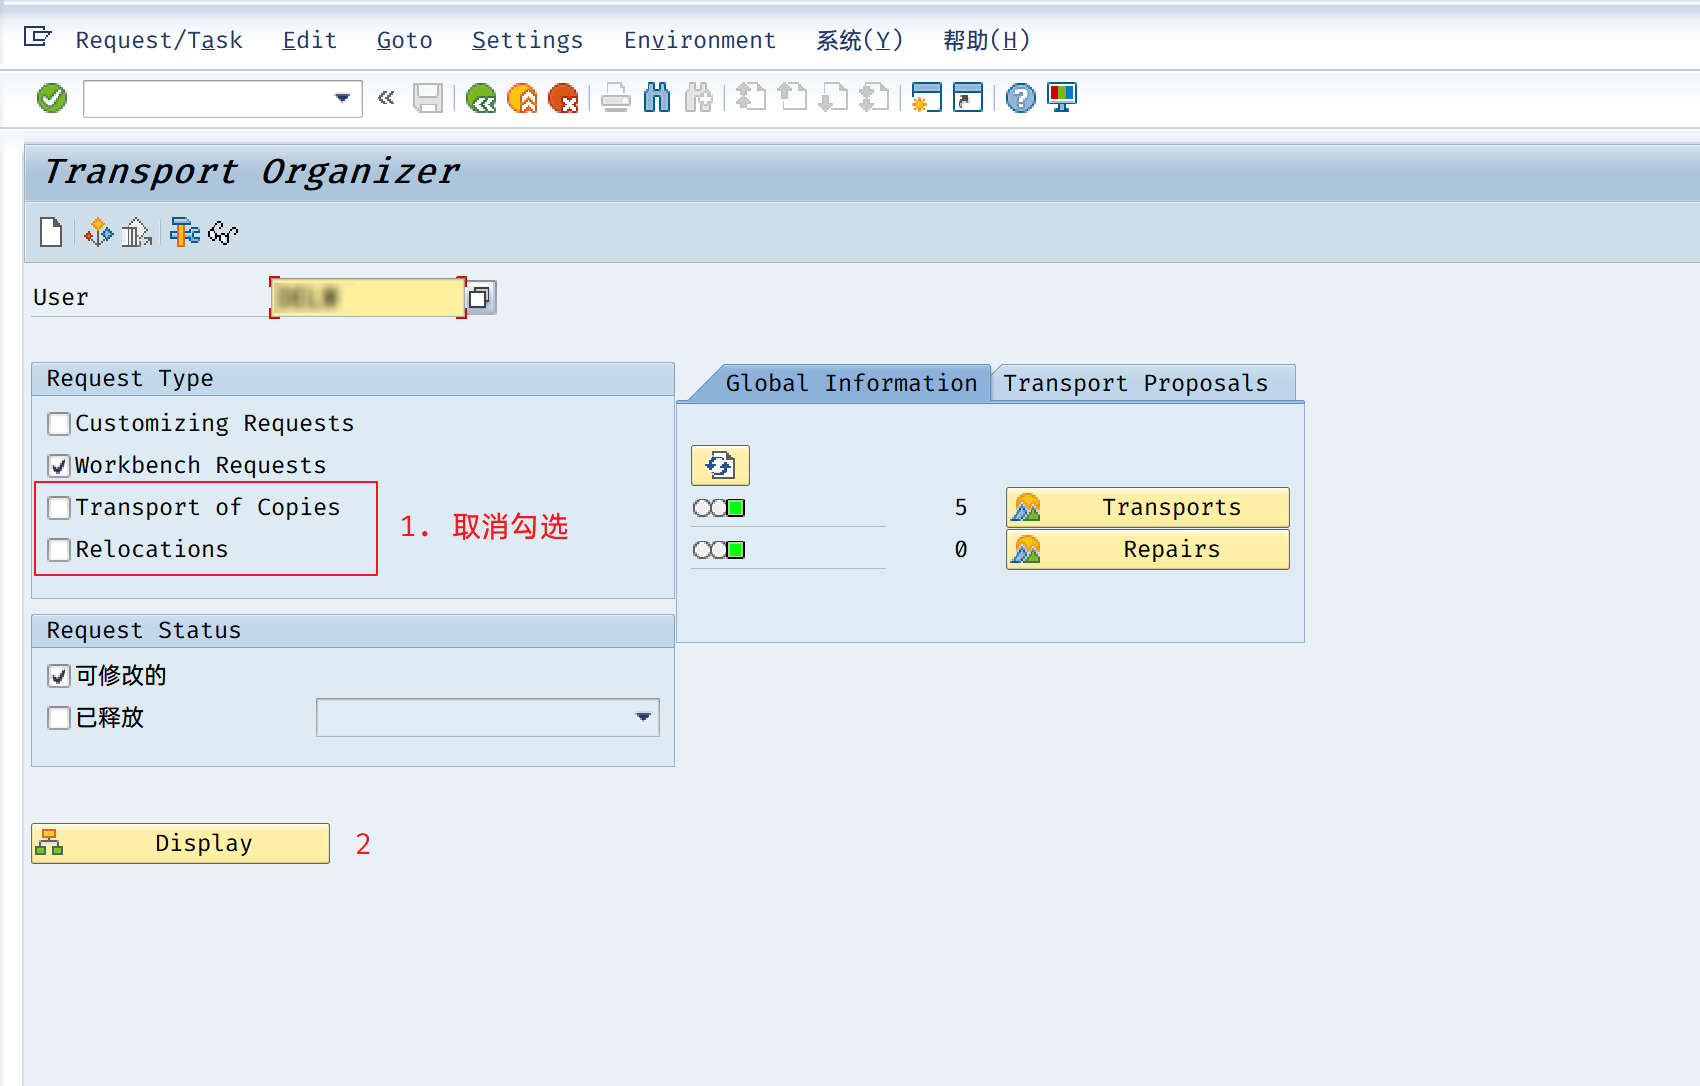 Request/Task Edit Goto Settings Environment 系统(Y) 帮助(H)
Transport Organizer
User
Request Type
Customizing Requests
Workbench Requests
Transport of Copies
Relocations
1. 取消勾选
Global Information Transport Proposals
5 Transports
0 Repairs
Request Status
可修改的
已释放
Display 2